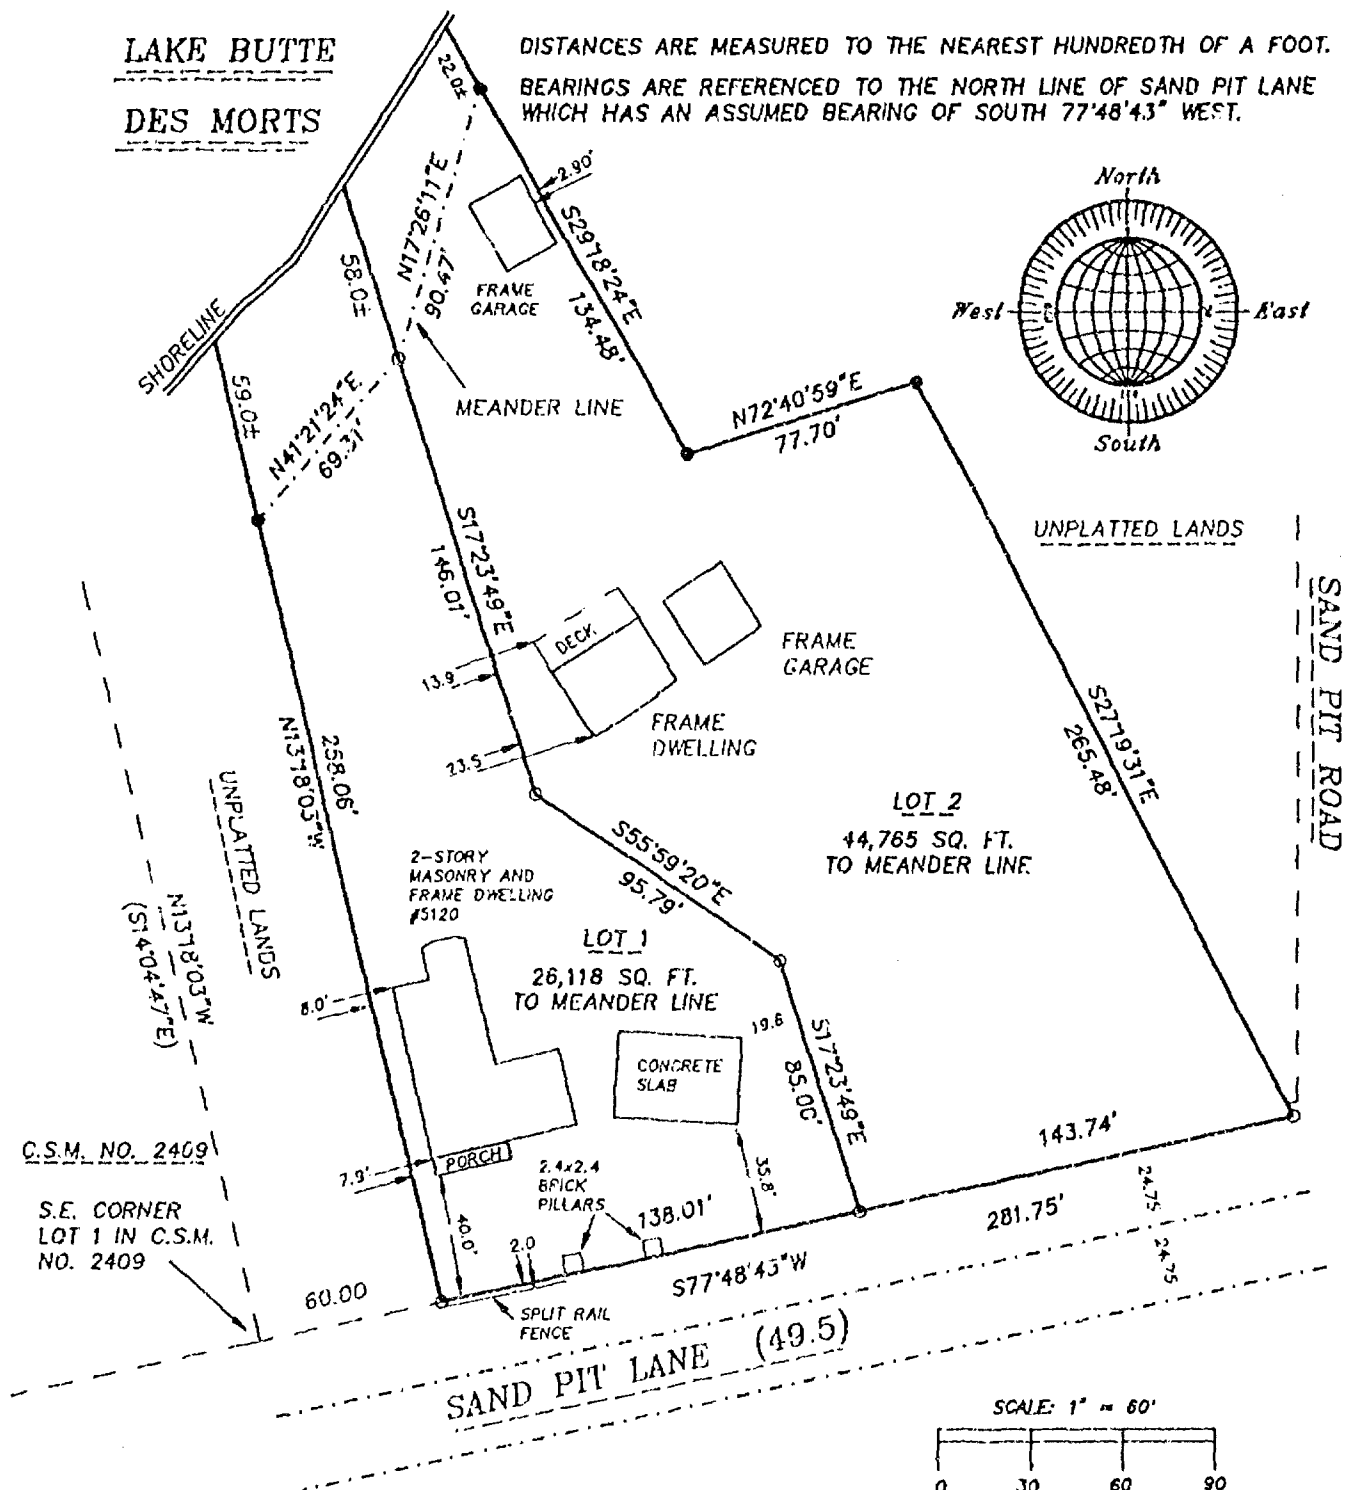 LAKE BUTTE
DES MORTS
DISTANCES ARE MEASURED TO THE NEAREST HUNDREDTH OF A FOOT.
BEARINGS ARE REFERENCED TO THE NORTH LINE OF SAND PIT LANE
WHICH HAS AN ASSUMED BEARING OF SOUTH 77°48'43" WEST.
North
West
East
South
22.0±
2.90'
N17°26'11"E
90.47'
S29°18'24"E
134.48'
FRAME
GARAGE
58.0±
SHORELINE
MEANDER LINE
59.0±
N41°21'24"E
69.31'
N72°40'59"E
77.70'
UNPLATTED LANDS
SAND PIT ROAD
S17°23'49"E
146.01'
DECK
13.9
23.5
FRAME
GARAGE
FRAME
DWELLING
S27°19'31"E
265.48'
258.06'
N13°18'03"W
UNPLATTED LANDS
N13°18'03"W
(S14°04'47"E)
LOT 2
44,765 SQ. FT.
TO MEANDER LINE
S55°59'20"E
95.79'
2-STORY
MASONRY AND
FRAME DWELLING
#5120
LOT 1
26,118 SQ. FT.
TO MEANDER LINE
8.0'
19.6
CONCRETE
SLAB
S17°23'49"E
85.00'
143.74'
C.S.M. NO. 2409
7.9'
PORCH
2.4x2.4
BRICK
PILLARS
35.8'
40.0'
2.0
138.01'
281.75'
24.75
24.75
S.E. CORNER
LOT 1 IN C.S.M.
NO. 2409
60.00
S77°48'43"W
SPLIT RAIL
FENCE
SAND PIT LANE (49.5)
SCALE: 1" = 60'
0 30 60 90